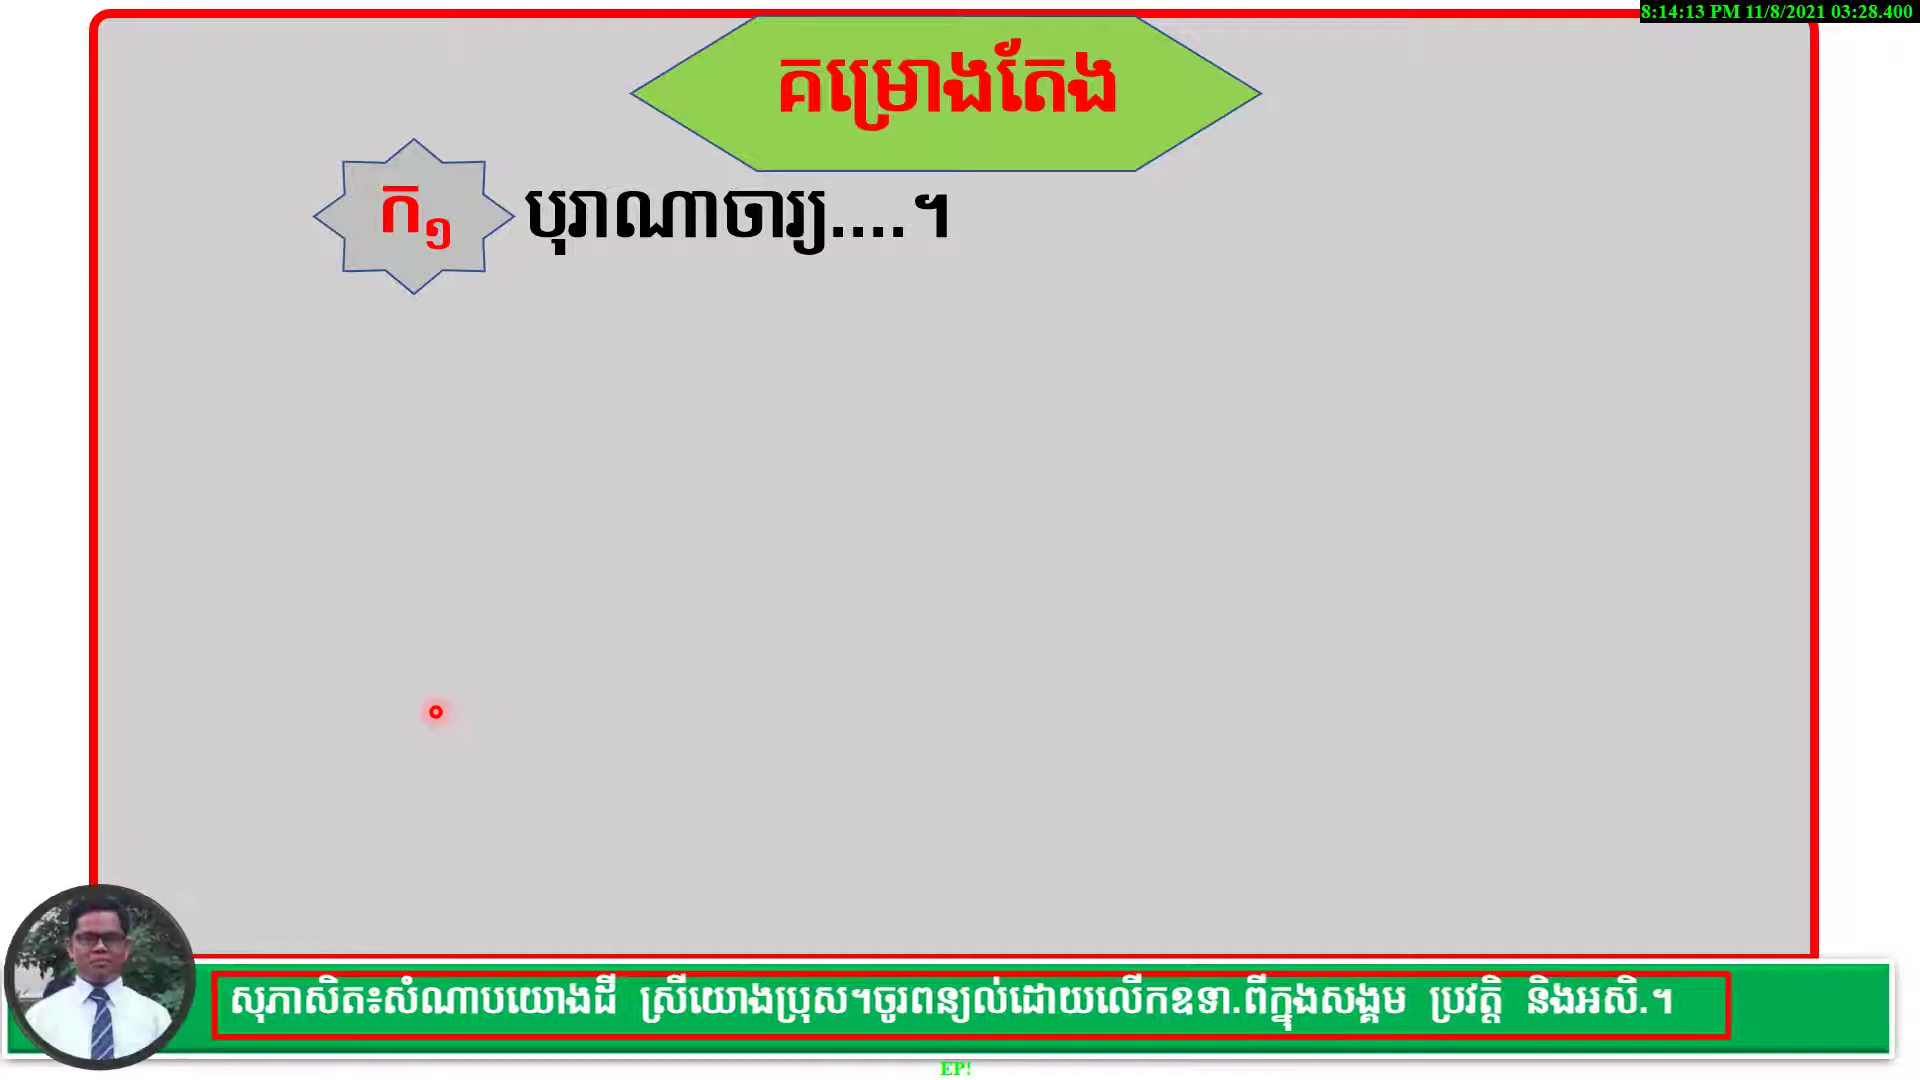 8:14:13 PM 11/8/2021 03:28.400
គម្រោងតែង
ក១ បុរាណាចារ្យ....។
សុភាសិត៖សំណាបយោងដី ស្រីយោងប្រុស។ចូរពន្យល់ដោយលើកឧទា.ពីក្នុងសង្គម ប្រវត្តិ និងអសិ.។
EP!